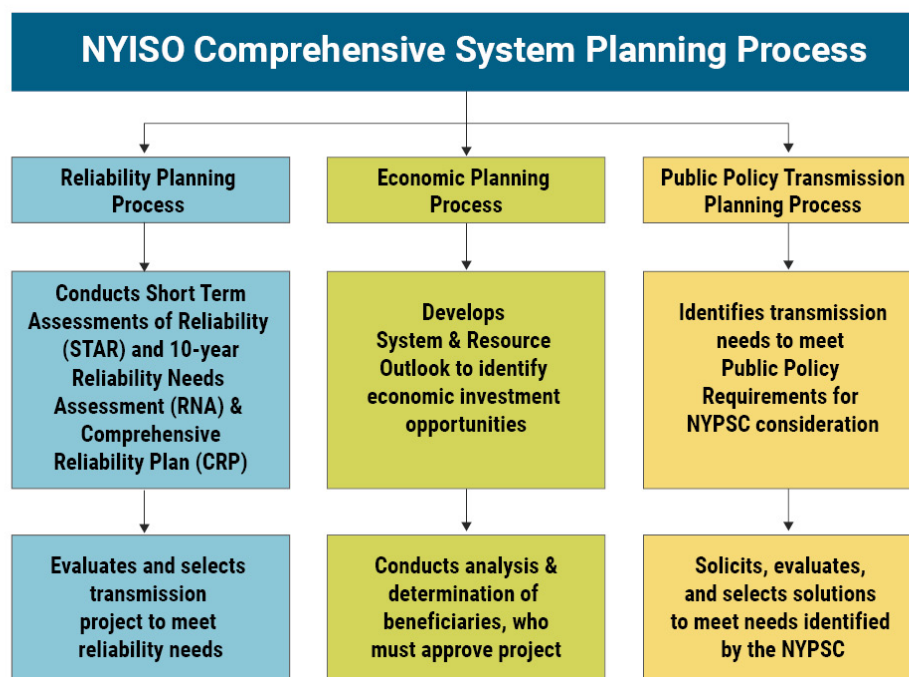 NYISO Comprehensive System Planning Process
Reliability Planning
Process
Economic Planning
Process
Public Policy Transmission
Planning Process
Conducts Short Term
Assessments of Reliability
(STAR) and 10-year
Reliability Needs
Assessment (RNA) &
Comprehensive
Reliability Plan (CRP)
Develops
System & Resource
Outlook to identify
economic investment
opportunities
Identifies transmission
needs to meet
Public Policy
Requirements for
NYPSC consideration
Evaluates and selects
transmission
project to meet
reliability needs
Conducts analysis &
determination of
beneficiaries, who
must approve project
Solicits, evaluates,
and selects solutions
to meet needs identified
by the NYPSC